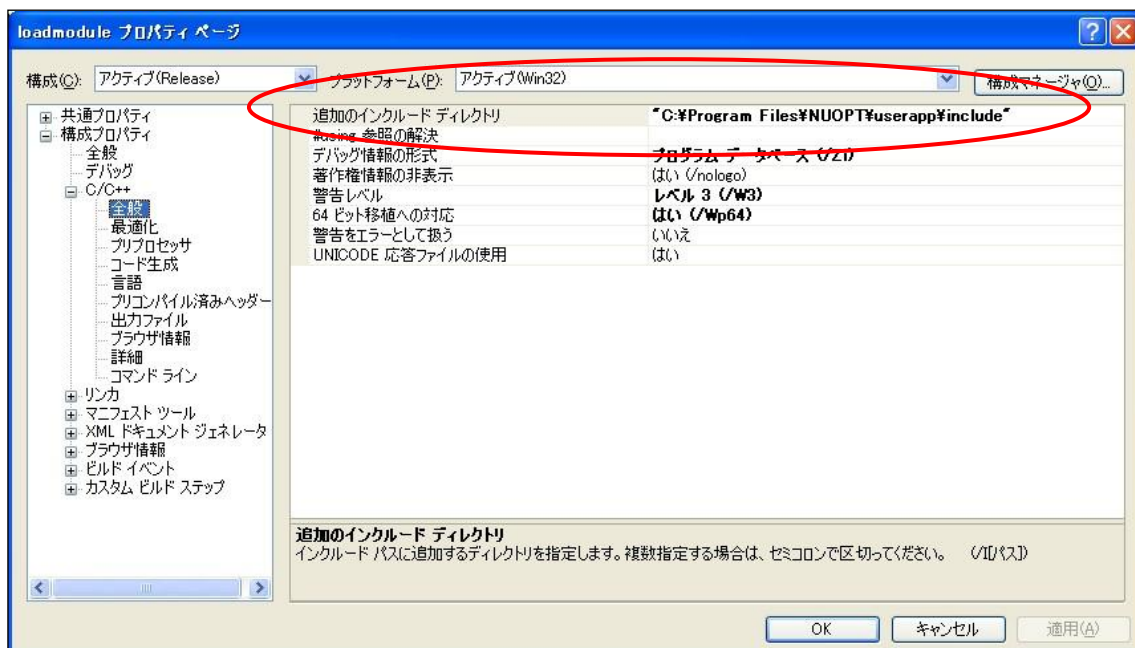 loadmodule プロパティ ページ
構成(C): アクティブ(Release) プラットフォーム(P): アクティブ(Win32) 構成マネージャ(O)...
共通プロパティ
構成プロパティ
全般
デバッグ
C/C++
全般
最適化
プリプロセッサ
コード生成
言語
プリコンパイル済みヘッダー
出力ファイル
ブラウザ情報
詳細
コマンド ライン
リンカ
マニフェスト ツール
XML ドキュメント ジェネレータ
ブラウザ情報
ビルド イベント
カスタム ビルド ステップ
追加のインクルード ディレクトリ "C:¥Program Files¥NUOPT¥userapp¥include"
#using 参照の解決
デバッグ情報の形式 プログラム データベース (/Zi)
著作権情報の非表示 はい (/nologo)
警告レベル レベル 3 (/W3)
64 ビット移植への対応 はい (/Wp64)
警告をエラーとして扱う いいえ
UNICODE 応答ファイルの使用 はい
追加のインクルード ディレクトリ
インクルード パスに追加するディレクトリを指定します。複数指定する場合は、セミコロンで区切ってください。 (/I[パス])
OK キャンセル 適用(A)